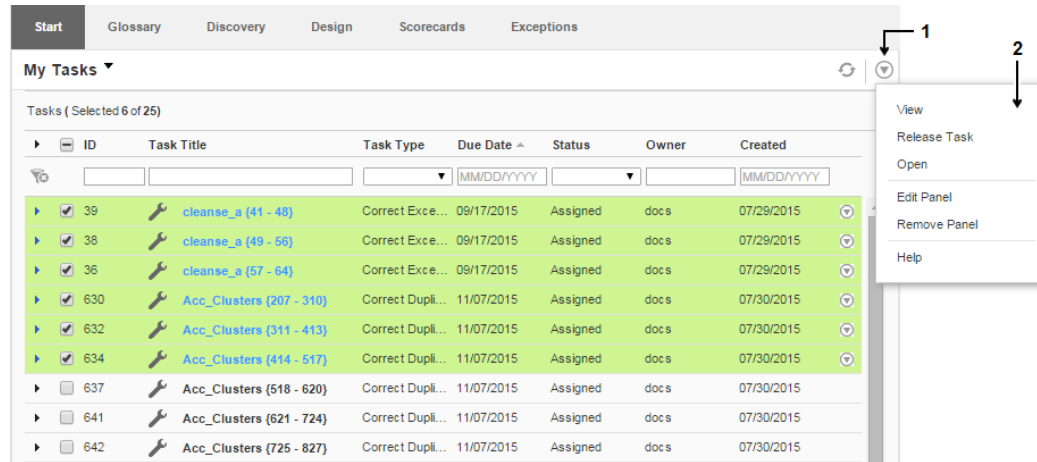 Start Glossary Discovery Design Scorecards Exceptions
1
2
My Tasks
Tasks ( Selected 6 of 25)
ID Task Title Task Type Due Date Status Owner Created
MM/DD/YYYY MM/DD/YYYY
39 cleanse_a {41 - 48} Correct Exce... 09/17/2015 Assigned docs 07/29/2015
38 cleanse_a {49 - 56} Correct Exce... 09/17/2015 Assigned docs 07/29/2015
36 cleanse_a {57 - 64} Correct Exce... 09/17/2015 Assigned docs 07/29/2015
630 Acc_Clusters {207 - 310} Correct Dupli... 11/07/2015 Assigned docs 07/30/2015
632 Acc_Clusters {311 - 413} Correct Dupli... 11/07/2015 Assigned docs 07/30/2015
634 Acc_Clusters {414 - 517} Correct Dupli... 11/07/2015 Assigned docs 07/30/2015
637 Acc_Clusters {518 - 620} Correct Dupli... 11/07/2015 Assigned docs 07/30/2015
641 Acc_Clusters {621 - 724} Correct Dupli... 11/07/2015 Assigned docs 07/30/2015
642 Acc_Clusters {725 - 827} Correct Dupli... 11/07/2015 Assigned docs 07/30/2015
View
Release Task
Open
Edit Panel
Remove Panel
Help